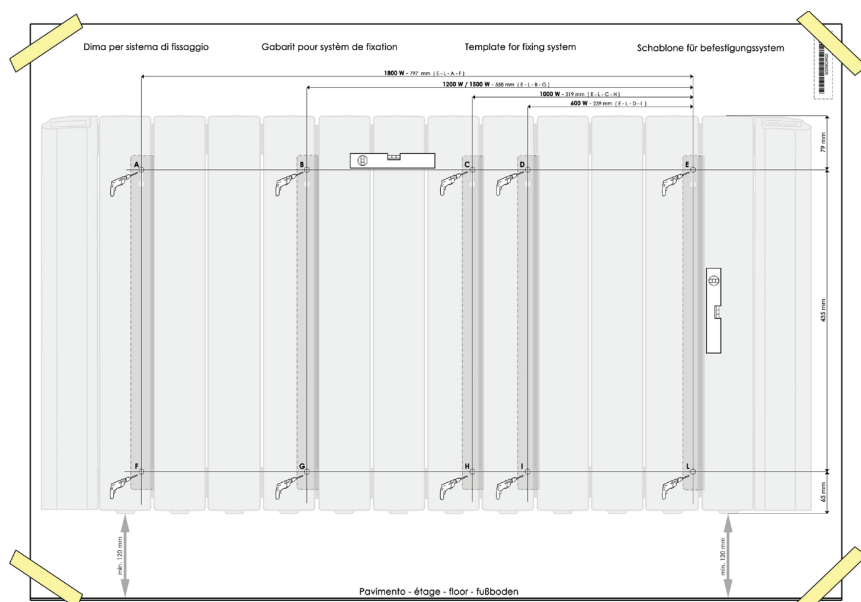 Dima per sistema di fissaggio
Gabarit pour systèm de fixation
Template for fixing system
Schablone für befestigungssystem
1800 W - 797 mm ( E - L - A - F )
1200 W / 1500 W - 558 mm ( E - L - B - G )
1000 W - 319 mm ( E - L - C - H )
600 W - 239 mm ( E - L - D - I )
79 mm
A
B
C
D
E
435 mm
F
G
H
I
L
63 mm
min. 120 mm
min. 120 mm
Pavimento - étage - floor - fußboden